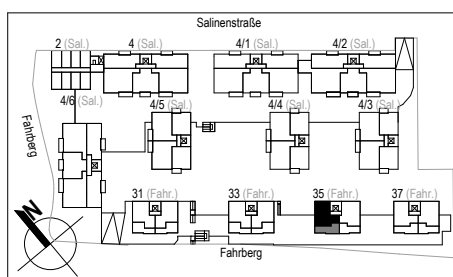 Salinenstraße
2 (Sal.) 4 (Sal.) 4/1 (Sal.) 4/2 (Sal.)
4/6 (Sal.) 4/5 (Sal.) 4/4 (Sal.) 4/3 (Sal.)
Fahrberg
31 (Fahr.) 33 (Fahr.) 35 (Fahr.) 37 (Fahr.)
N
Fahrberg